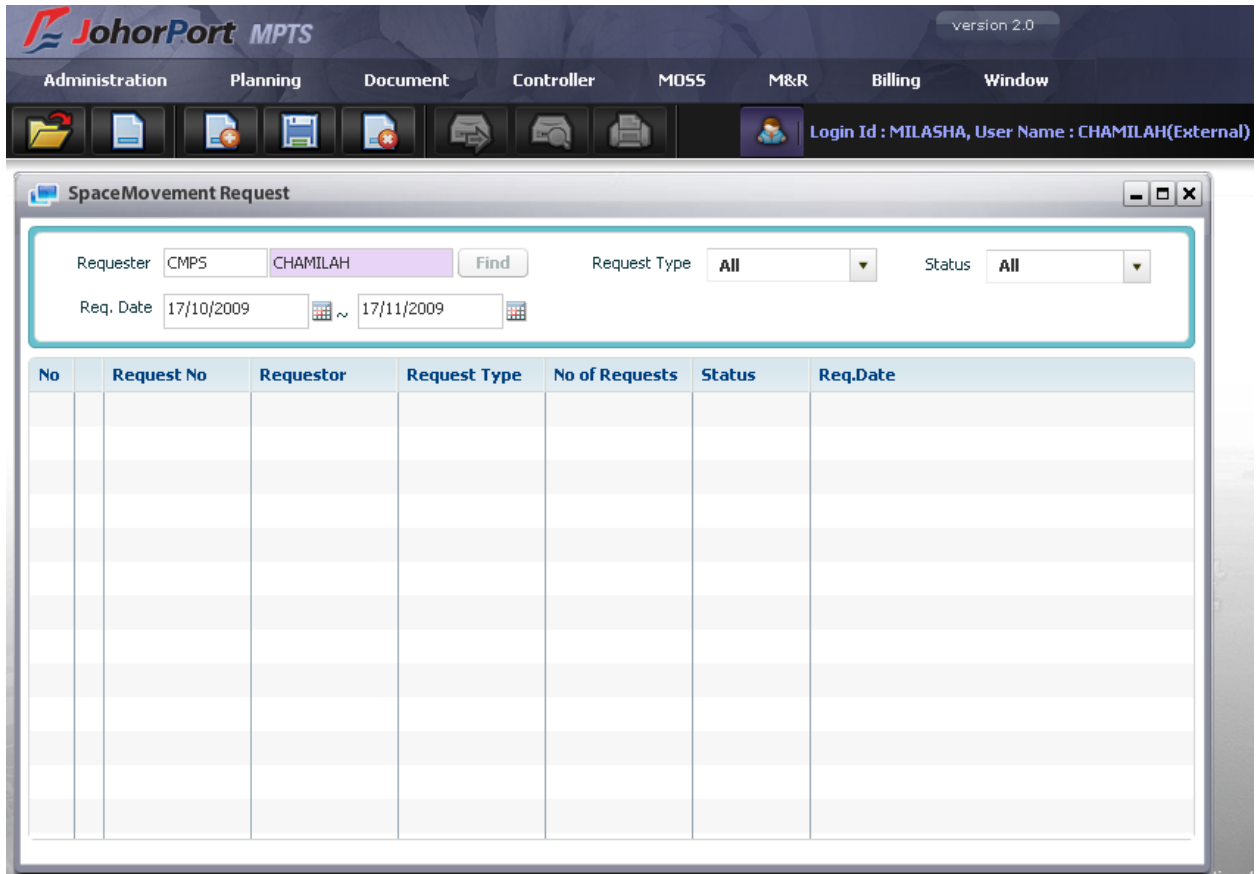 JohorPort MPTS
version 2.0
Administration Planning Document Controller MOSS M&R Billing Window
Login Id : MILASHA, User Name : CHAMILAH(External)
SpaceMovement Request
Requester CMPS CHAMILAH Find Request Type All Status All
Req. Date 17/10/2009 ~ 17/11/2009
No Request No Requestor Request Type No of Requests Status Req.Date